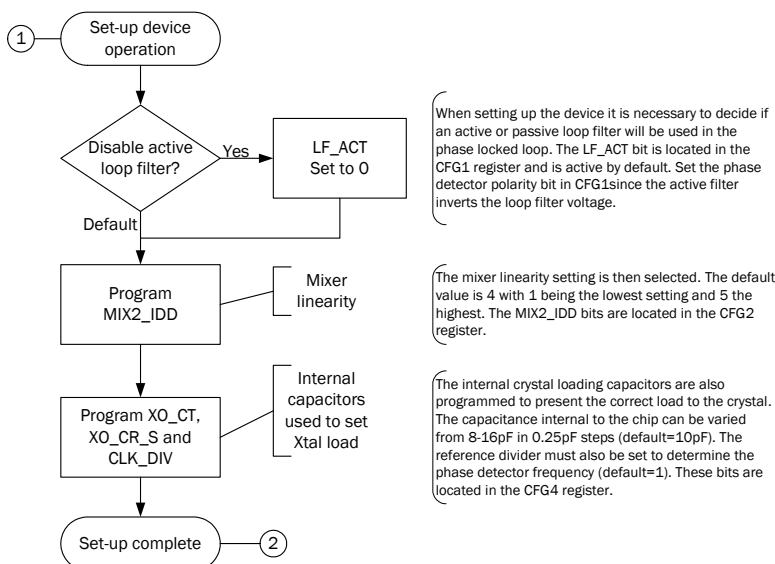 1
Set-up device
operation
Disable active
loop filter?
Yes
LF_ACT
Set to 0
When setting up the device it is necessary to decide if
an active or passive loop filter will be used in the
phase locked loop. The LF_ACT bit is located in the
CFG1 register and is active by default. Set the phase
detector polarity bit in CFG1since the active filter
inverts the loop filter voltage.
Default
Program
MIX2_IDD
Mixer
linearity
The mixer linearity setting is then selected. The default
value is 4 with 1 being the lowest setting and 5 the
highest. The MIX2_IDD bits are located in the CFG2
register.
Program XO_CT,
XO_CR_S and
CLK_DIV
Internal
capacitors
used to set
Xtal load
The internal crystal loading capacitors are also
programmed to present the correct load to the crystal.
The capacitance internal to the chip can be varied
from 8-16pF in 0.25pF steps (default=10pF). The
reference divider must also be set to determine the
phase detector frequency (default=1). These bits are
located in the CFG4 register.
Set-up complete
2